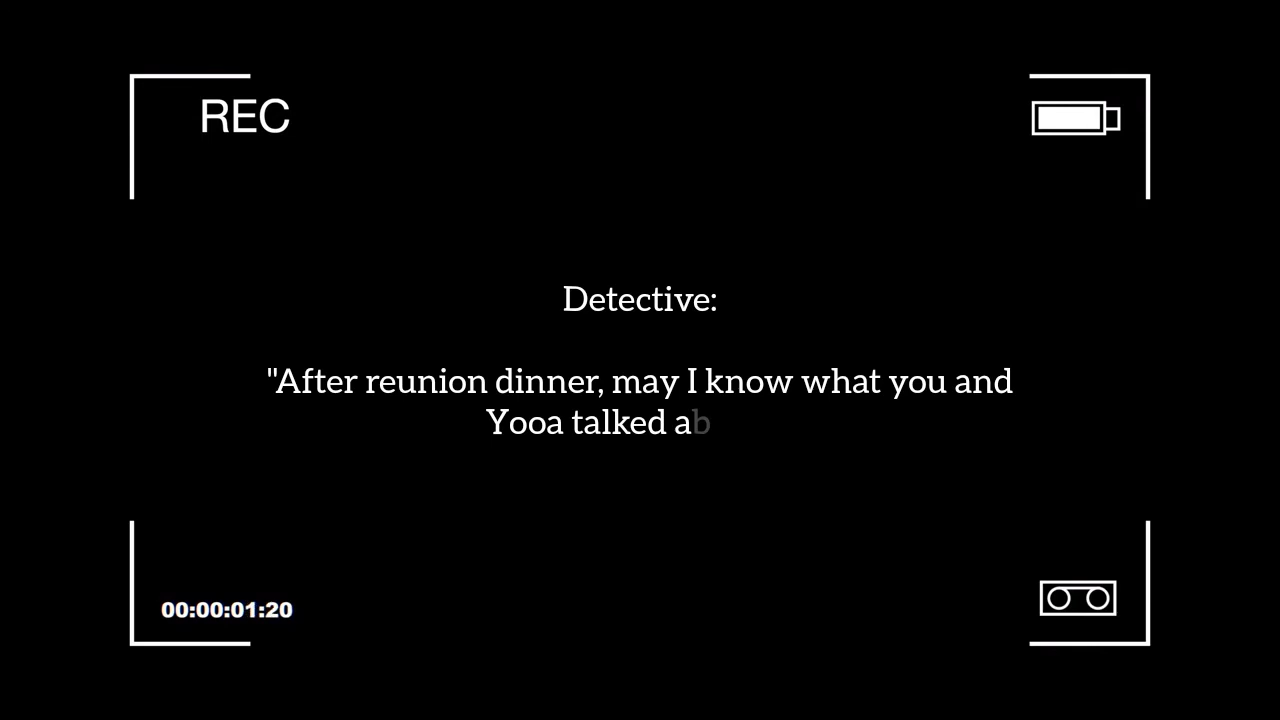 REC
Detective:
"After reunion dinner, may I know what you and
Yooa talked ab
00:00:01:20